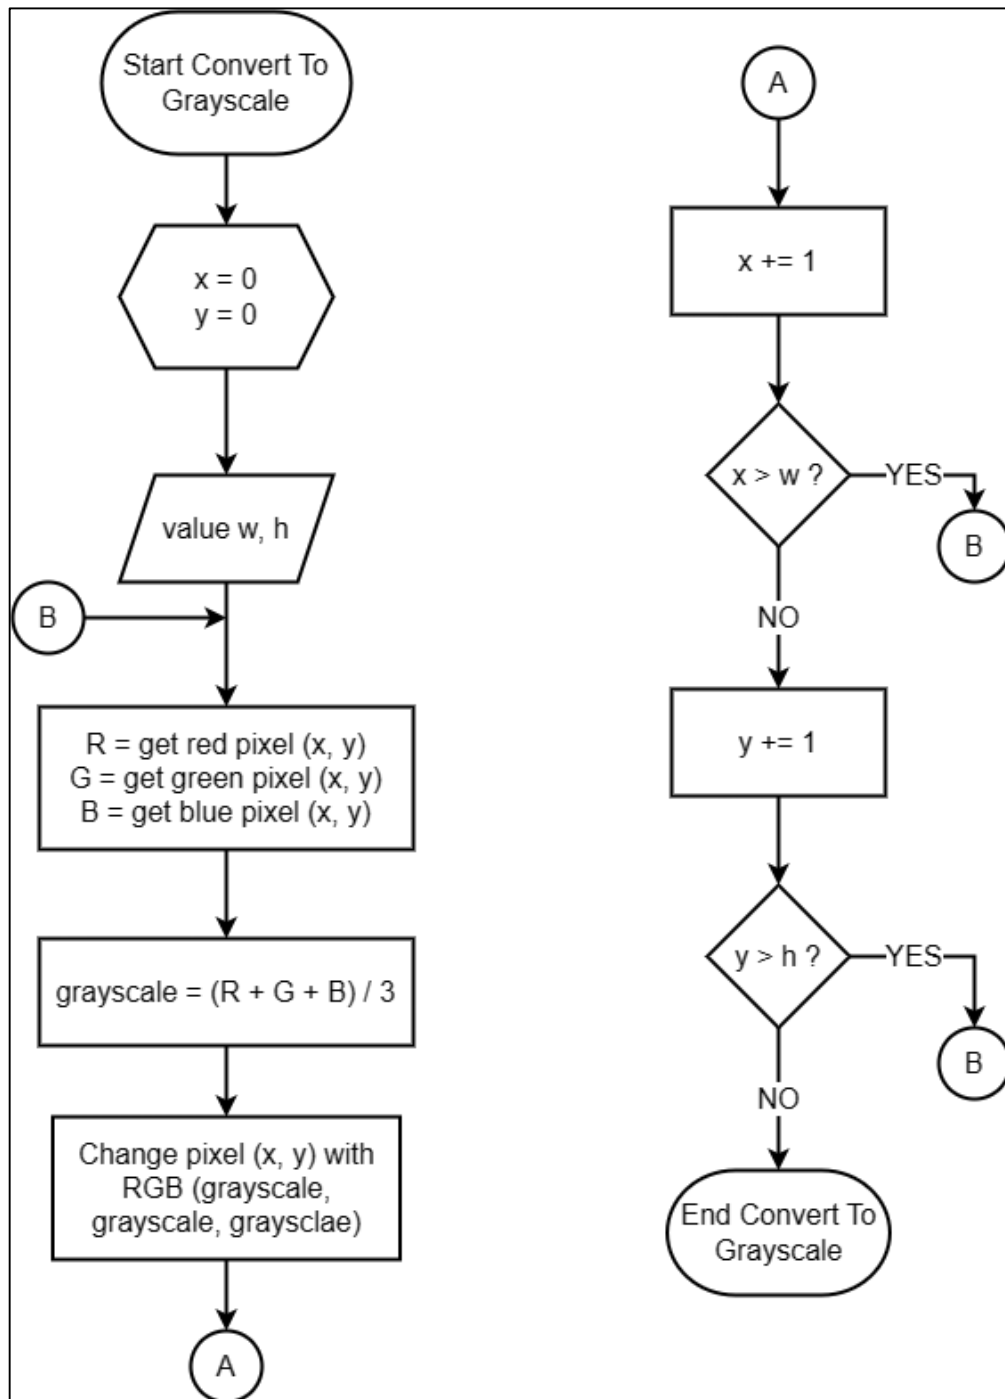 Start Convert To
Grayscale
x = 0
y = 0
value w, h
B
R = get red pixel (x, y)
G = get green pixel (x, y)
B = get blue pixel (x, y)
grayscale = (R + G + B) / 3
Change pixel (x, y) with
RGB (grayscale,
grayscale, graysclae)
A
A
x += 1
x > w ?
YES
B
NO
y += 1
y > h ?
YES
B
NO
End Convert To
Grayscale